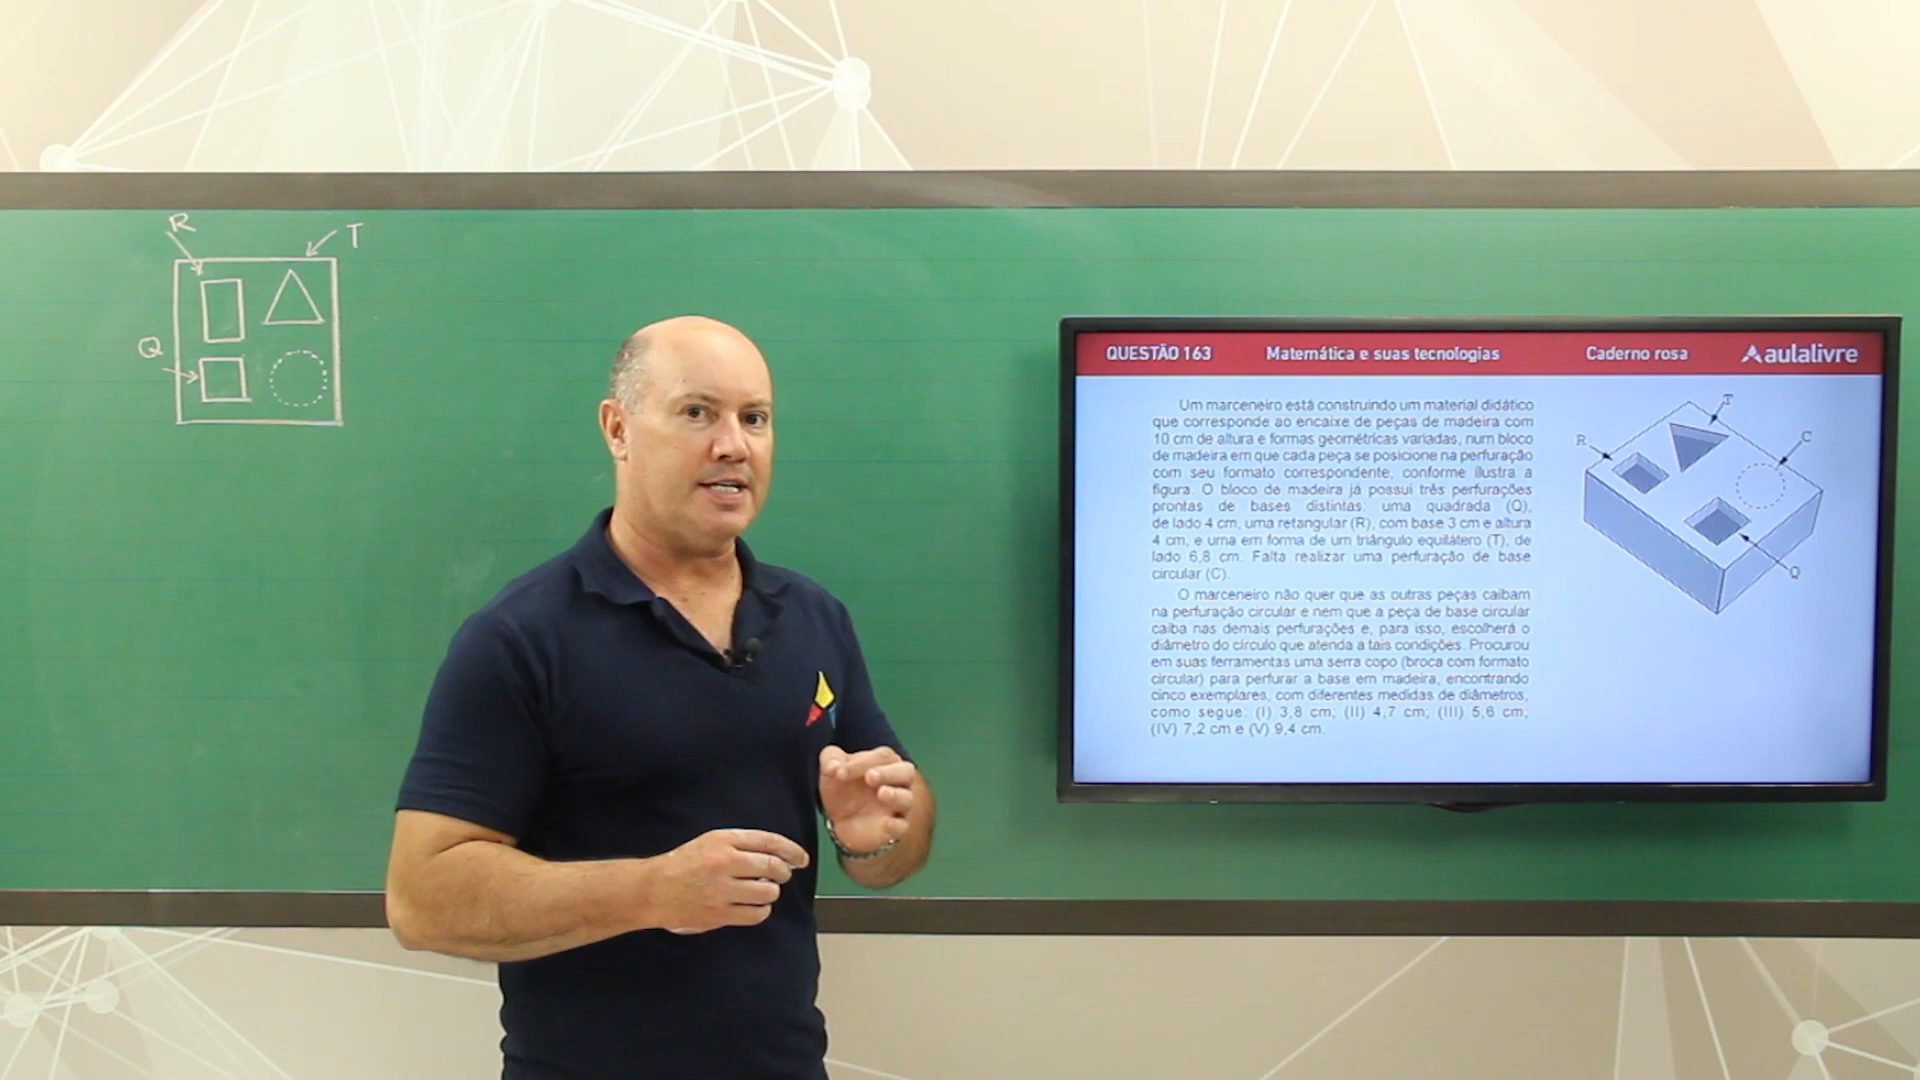 R
T
Q
QUESTÃO 163 Matemática e suas tecnologias Caderno rosa aulalivre
Um marceneiro está construindo um material didático
que corresponde ao encaixe de peças de madeira com
10 cm de altura e formas geométricas variadas, num bloco
de madeira em que cada peça se posicione na perfuração
com seu formato correspondente, conforme ilustra a
figura. O bloco de madeira já possui três perfurações
prontas de bases distintas: uma quadrada (Q),
de lado 4 cm, uma retangular (R), com base 3 cm e altura
4 cm, e uma em forma de um triângulo equilátero (T), de
lado 6,8 cm. Falta realizar uma perfuração de base
circular (C).
O marceneiro não quer que as outras peças caibam
na perfuração circular e nem que a peça de base circular
caiba nas demais perfurações e, para isso, escolherá o
diâmetro do círculo que atenda a tais condições. Procurou
em suas ferramentas uma serra copo (broca com formato
circular) para perfurar a base em madeira, encontrando
cinco exemplares, com diferentes medidas de diâmetros,
como segue: (I) 3,8 cm; (II) 4,7 cm; (III) 5,6 cm;
(IV) 7,2 cm e (V) 9,4 cm.
T
R
C
Q